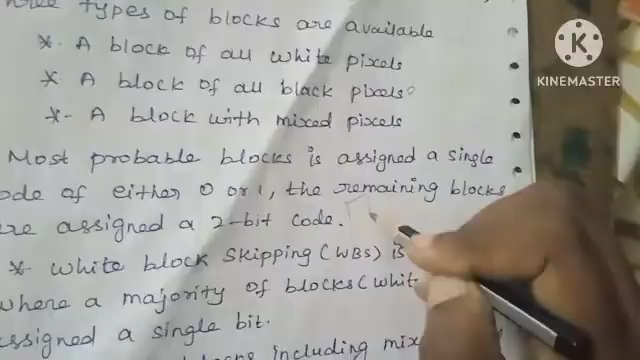 hree types of blocks are available
* A block of all white pixels
* A block of all black pixels
*- A block with mixed pixels
Most probable blocks is assigned a single
ode of either 0 or 1, the remaining blocks
re assigned a 2-bit code.
* White block skipping (WBS) is
where a majority of blocks (whit
assigned a single bit.
including mix
KINEMASTER